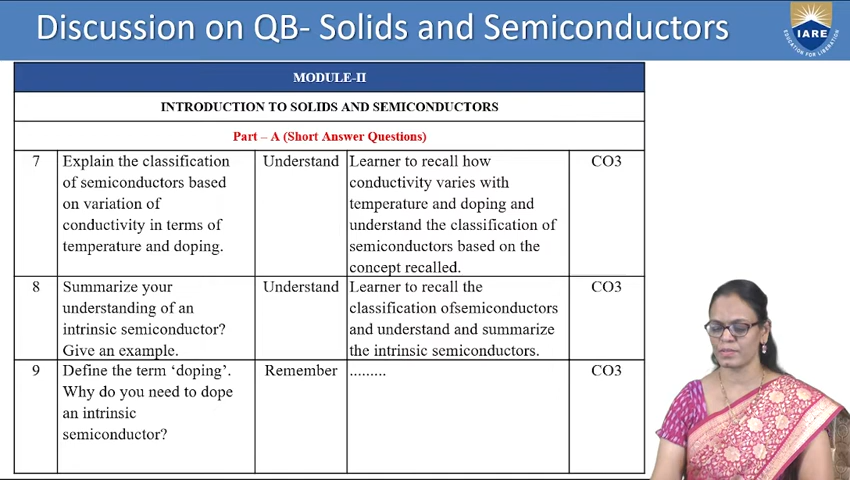 Discussion on QB- Solids and Semiconductors
IARE
EDUCATION FOR LIBERATION
MODULE-II
INTRODUCTION TO SOLIDS AND SEMICONDUCTORS
Part – A (Short Answer Questions)
7
Explain the classification
of semiconductors based
on variation of
conductivity in terms of
temperature and doping.
Understand
Learner to recall how
conductivity varies with
temperature and doping and
understand the classification of
semiconductors based on the
concept recalled.
CO3
8
Summarize your
understanding of an
intrinsic semiconductor?
Give an example.
Understand
Learner to recall the
classification ofsemiconductors
and understand and summarize
the intrinsic semiconductors.
CO3
9
Define the term ‘doping’.
Why do you need to dope
an intrinsic
semiconductor?
Remember
.........
CO3